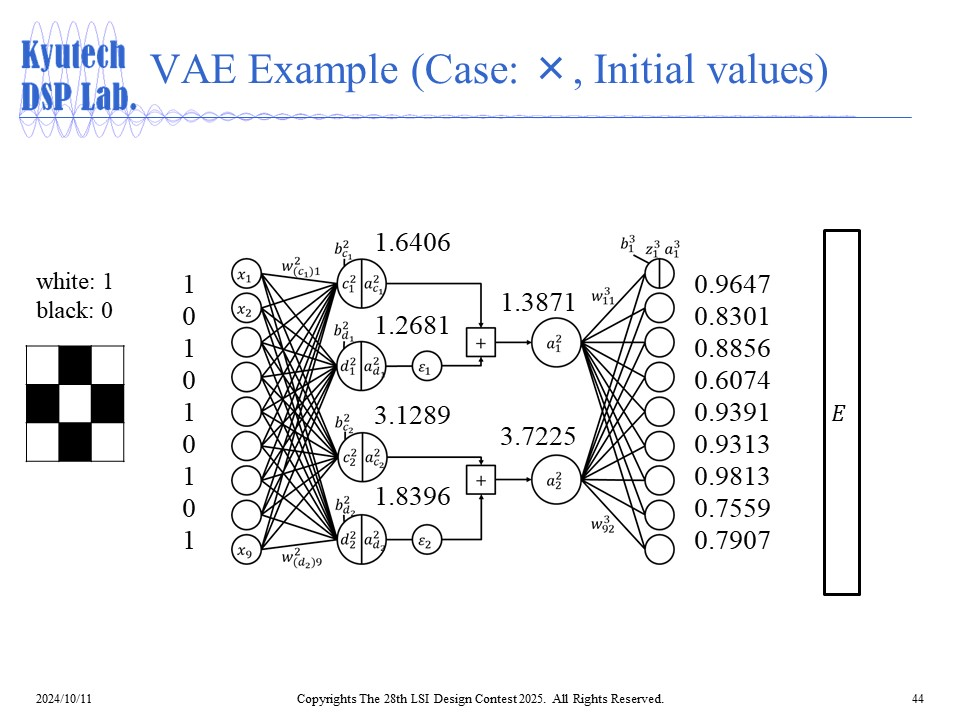 Kyutech
DSP Lab.
VAE Example (Case: ×, Initial values)
white: 1
black: 0
1
0
1
0
1
0
1
0
1
x₁
x₂
x₉
w²₍c₁₎₁
w²₍d₂₎₉
b²c₁
1.6406
c²₁ a²c₁
b²d₁
1.2681
d²₁ a²d₁
ε₁
b²c₂
3.1289
c²₂ a²c₂
b²d₂
1.8396
d²₂ a²d₂
ε₂
+
+
1.3871
a²₁
3.7225
a²₂
w³₁₁
w³₉₂
b³₁ z³₁ a³₁
0.9647
0.8301
0.8856
0.6074
0.9391
0.9313
0.9813
0.7559
0.7907
E
2024/10/11
Copyrights The 28th LSI Design Contest 2025. All Rights Reserved.
44